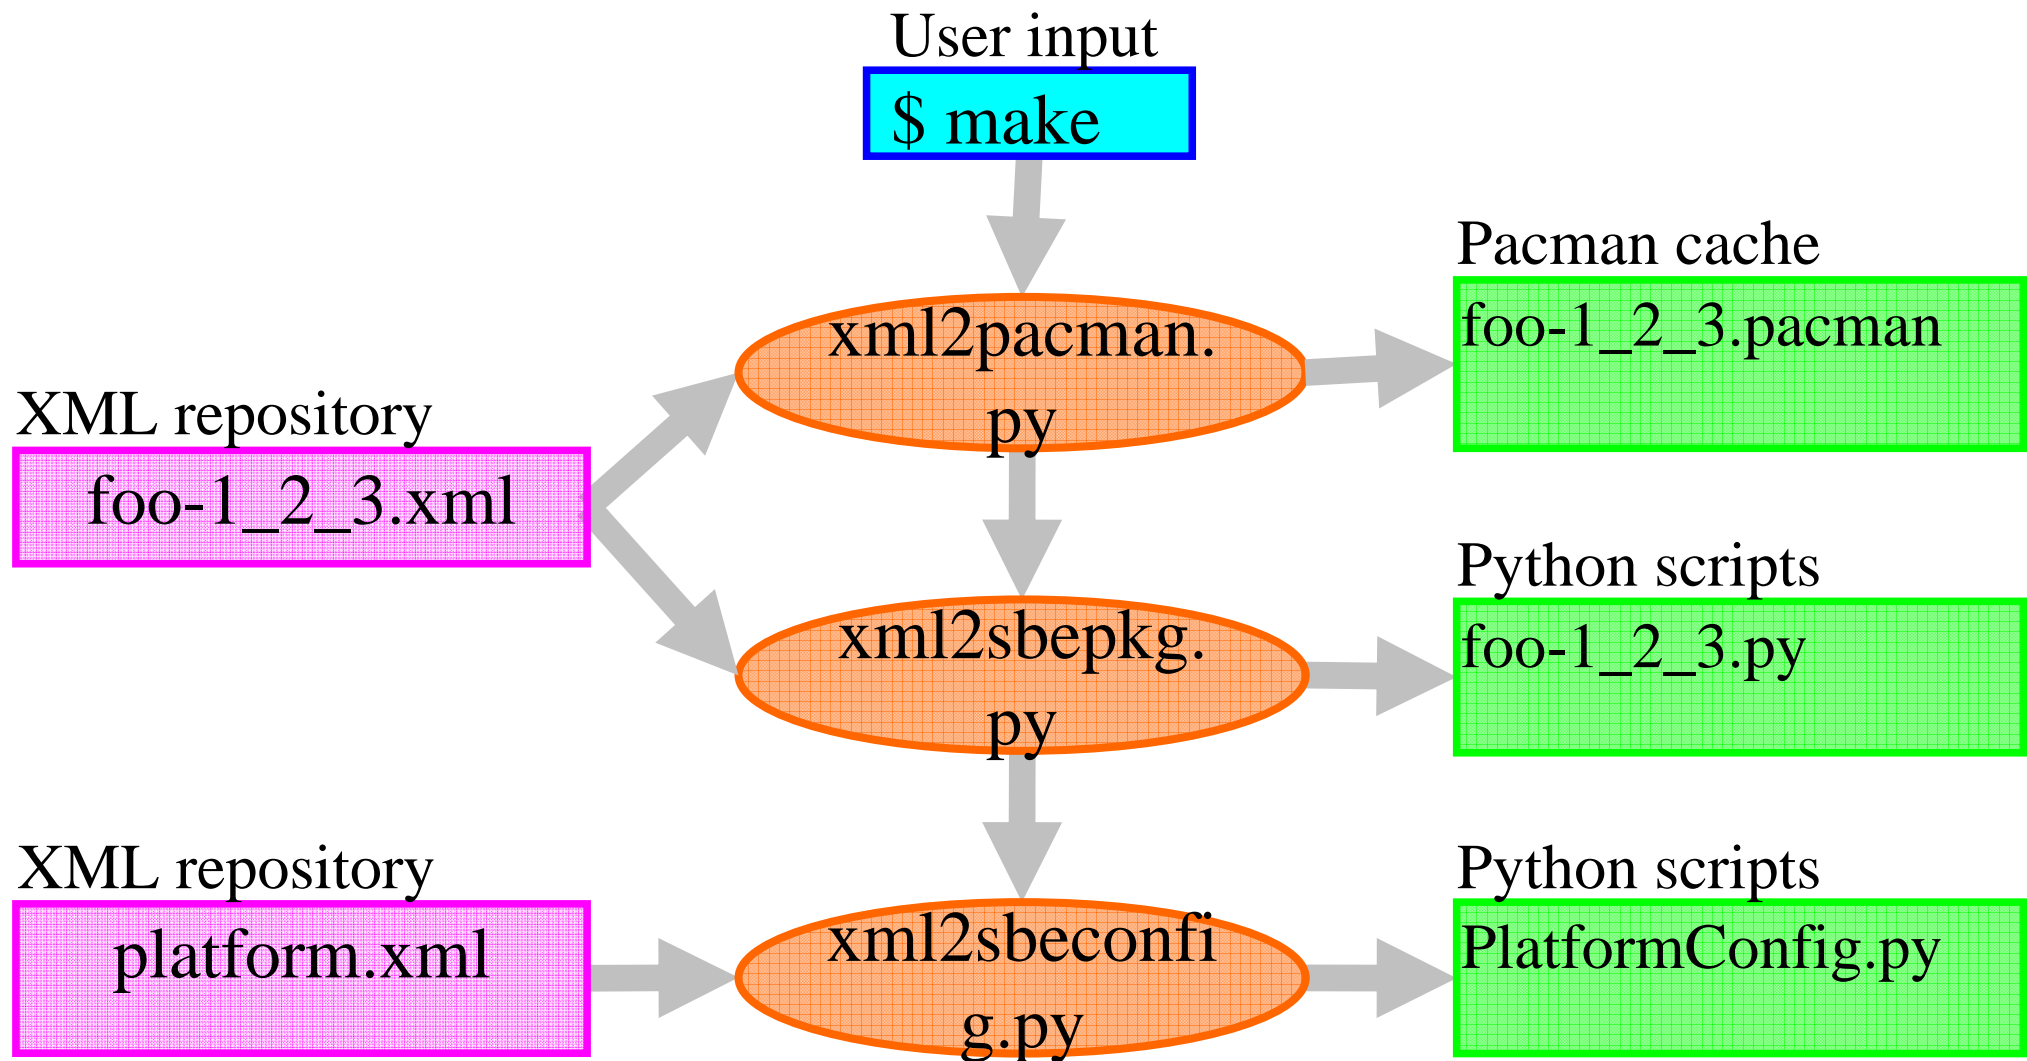 User input
$ make
Pacman cache
foo-1_2_3.pacman
xml2pacman.
py
XML repository
foo-1_2_3.xml
Python scripts
foo-1_2_3.py
xml2sbepkg.
py
XML repository
platform.xml
xml2sbeconfi
g.py
Python scripts
PlatformConfig.py